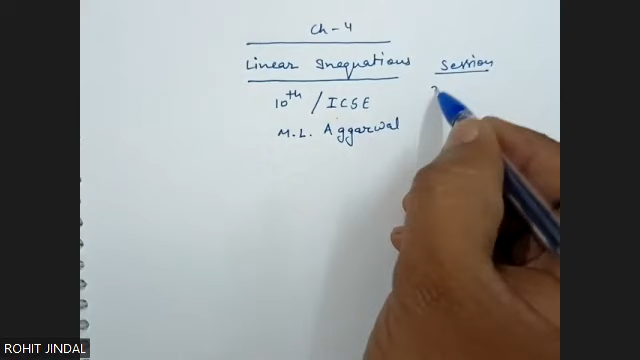 Ch-4
Linear Inequations
Session
10th / ICSE
M.L. Aggarwal
ROHIT JINDAL